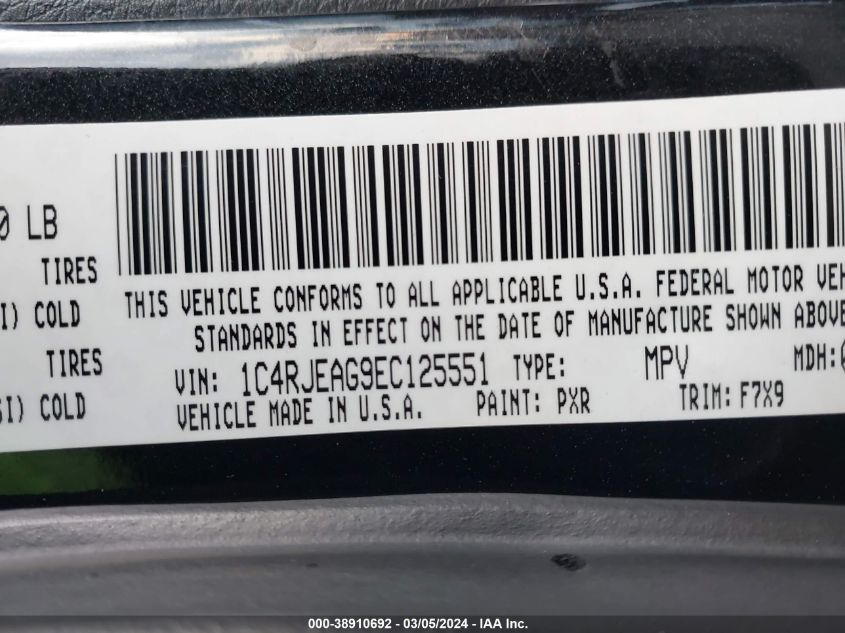 0 LB
TIRES
THIS VEHICLE CONFORMS TO ALL APPLICABLE U.S.A. FEDERAL MOTOR VEH
I) COLD
STANDARDS IN EFFECT ON THE DATE OF MANUFACTURE SHOWN ABOVE
TIRES
VIN: 1C4RJEAG9EC125551 TYPE: MPV MDH:0
SI) COLD
VEHICLE MADE IN U.S.A. PAINT: PXR TRIM: F7X9
000-38910692 - 03/05/2024 - IAA Inc.